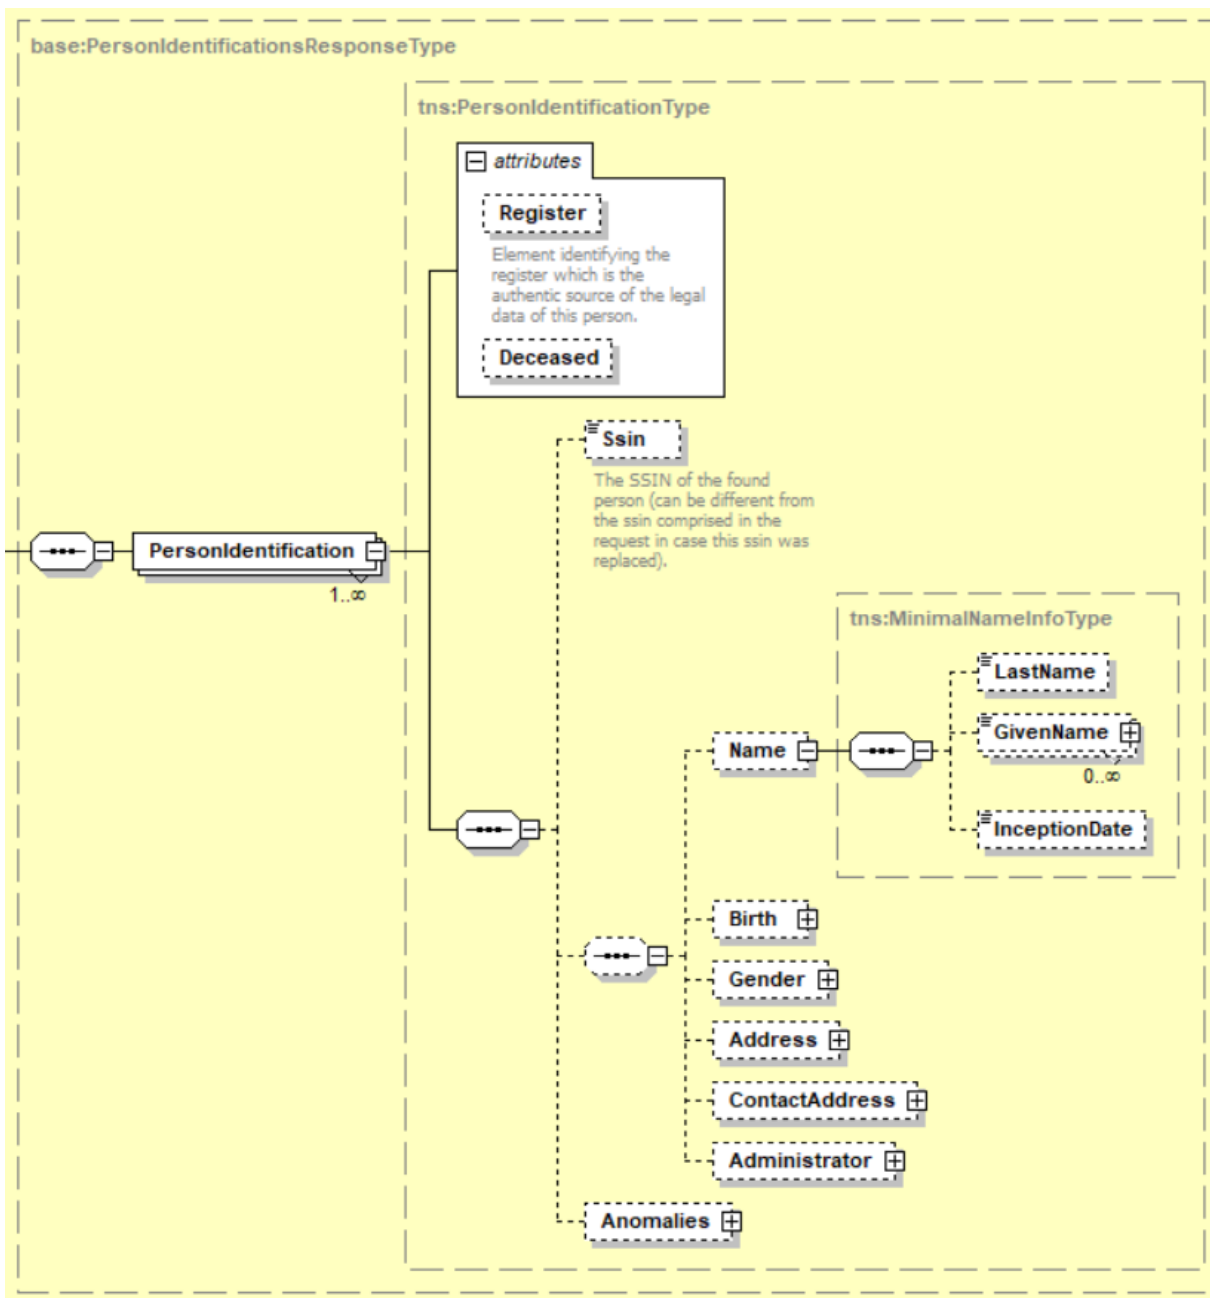 base:PersonIdentificationsResponseType
tns:PersonIdentificationType
attributes
Register
Element identifying the
register which is the
authentic source of the legal
data of this person.
Deceased
Ssin
The SSIN of the found
person (can be different from
the ssin comprised in the
request in case this ssin was
replaced).
PersonIdentification
1..∞
tns:MinimalNameInfoType
LastName
GivenName
0..∞
InceptionDate
Name
Birth
Gender
Address
ContactAddress
Administrator
Anomalies